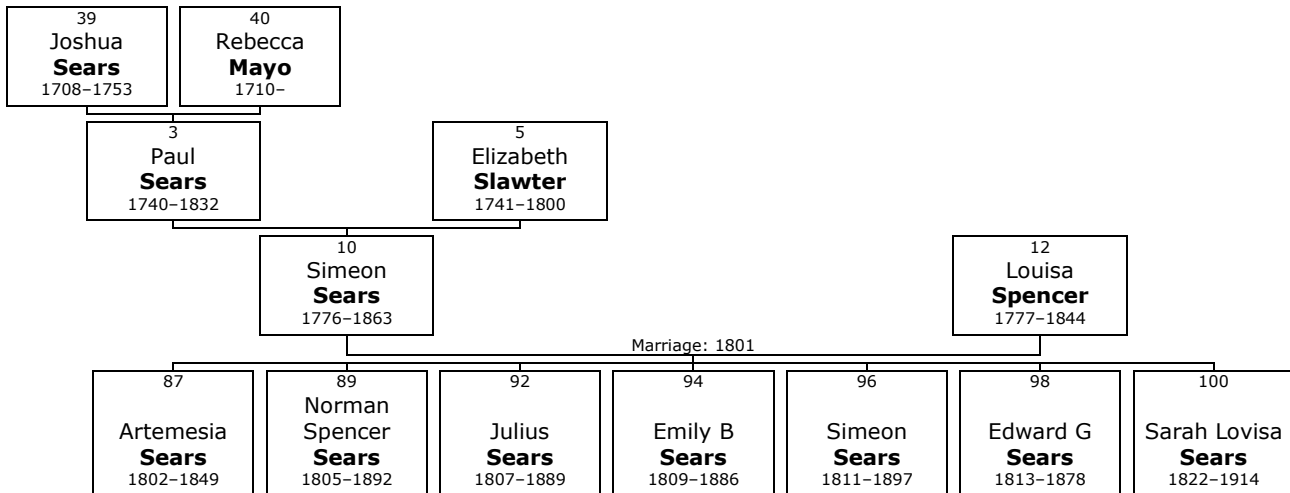 39
Joshua
Sears
1708–1753
40
Rebecca
Mayo
1710–
3
Paul
Sears
1740–1832
5
Elizabeth
Slawter
1741–1800
10
Simeon
Sears
1776–1863
12
Louisa
Spencer
1777–1844
Marriage: 1801
87
Artemesia
Sears
1802–1849
89
Norman
Spencer
Sears
1805–1892
92
Julius
Sears
1807–1889
94
Emily B
Sears
1809–1886
96
Simeon
Sears
1811–1897
98
Edward G
Sears
1813–1878
100
Sarah Lovisa
Sears
1822–1914